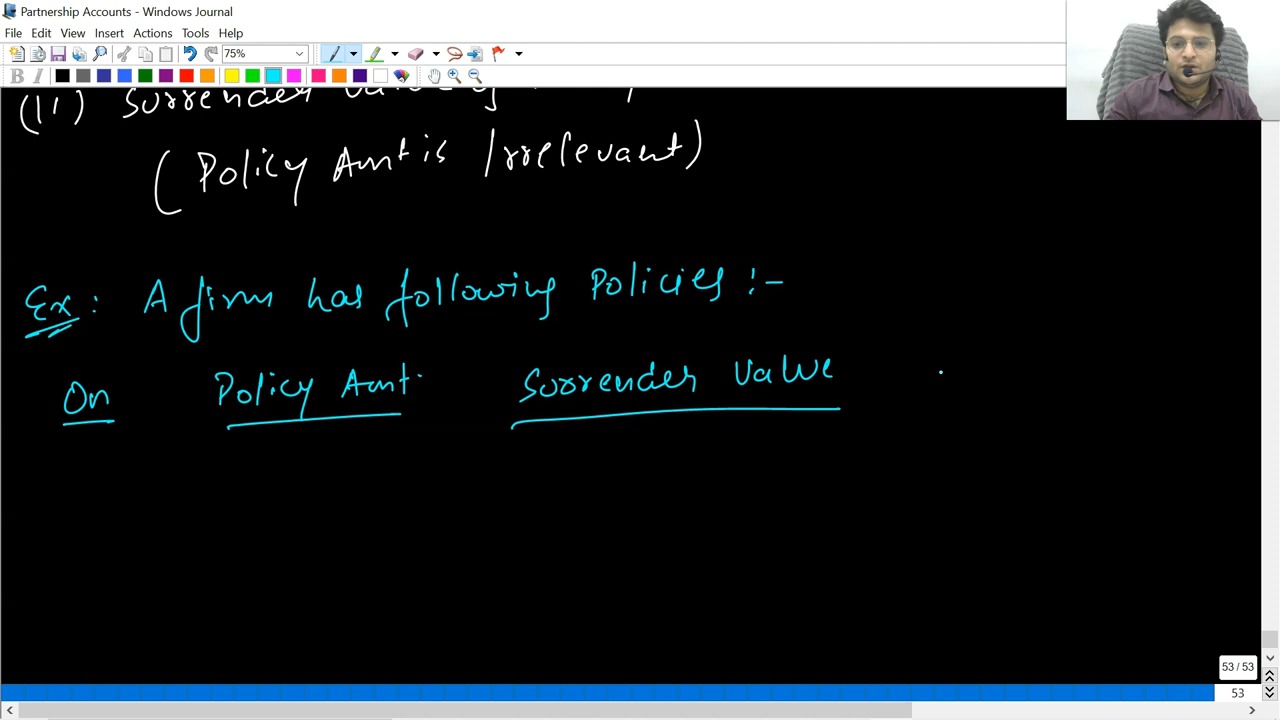 Partnership Accounts - Windows Journal
File Edit View Insert Actions Tools Help
75%
B I
(ii) Surrender
(Policy Amt is Irrelevant)
Ex: A firm has following Policies :-
On Policy Amt. Surrender Value
53 / 53
53